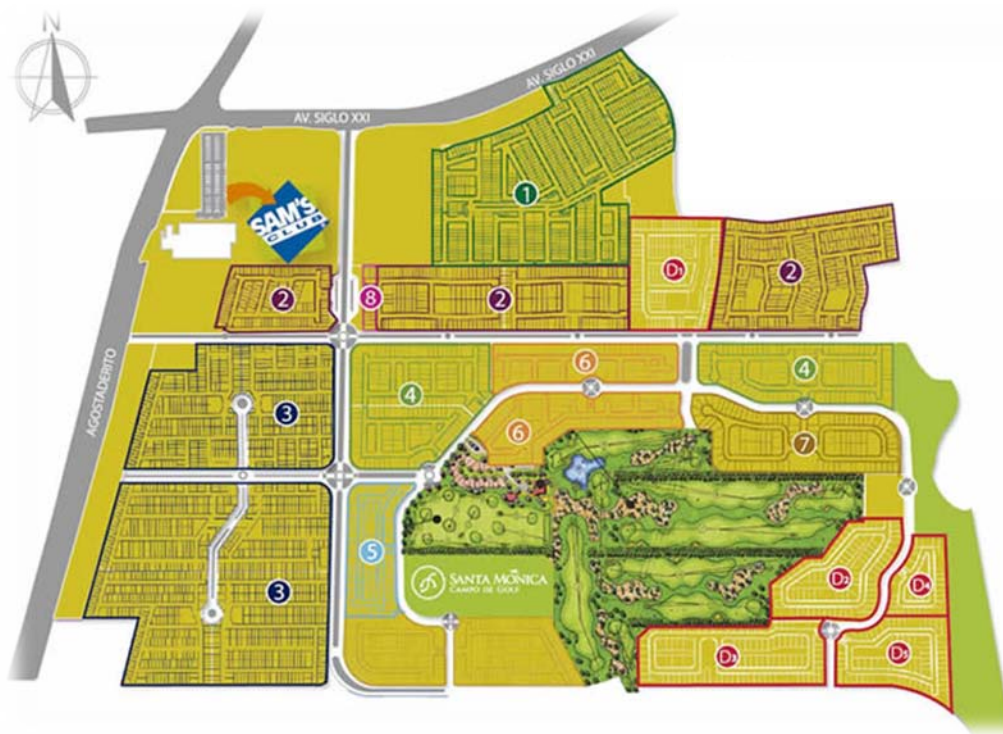 N
AV. SIGLO XXI
AV. SIGLO XXI
SAM'S
CLUB
1
D1
2
2
8
2
AGOSTADERITO
6
4
4
3
6
7
5
SANTA MÓNICA
CAMPO DE GOLF
D2
D4
3
D3
D5